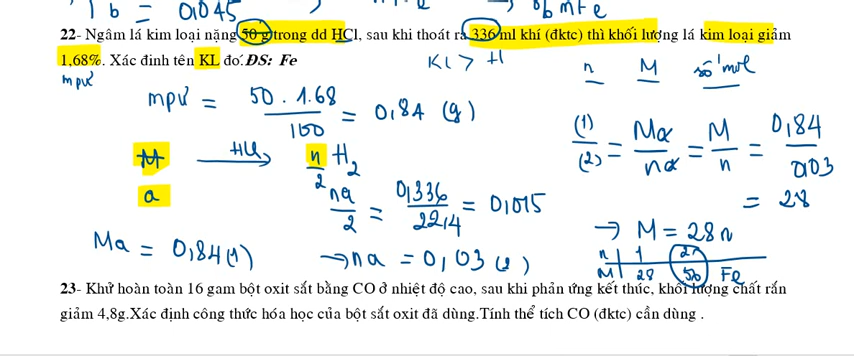 b = 0,045
22- Ngâm lá kim loại nặng 50 g trong dd HCl, sau khi thoát ra 336 ml khí (đktc) thì khối lượng lá kim loại giảm
1,68%. Xác đinh tên KL đó. ĐS: Fe
mpư
KL > H
n M số mol
mpư = 50 . 1.68 / 100 = 0,84 (g)
M HCl → n/2 H2
a na/2 = 0,336 / 22,4 = 0,015
Ma = 0,84 (1) → na = 0,03 (2)
(1)/(2) = Ma/na = M/n = 0,84/0,03
= 28
→ M = 28n
n | 1 | 2
M | 28 | 56 Fe
23- Khử hoàn toàn 16 gam bột oxit sắt bằng CO ở nhiệt độ cao, sau khi phản ứng kết thúc, khối lượng chất rắn
giảm 4,8g.Xác định công thức hóa học của bột sắt oxit đã dùng.Tính thể tích CO (đktc) cần dùng .